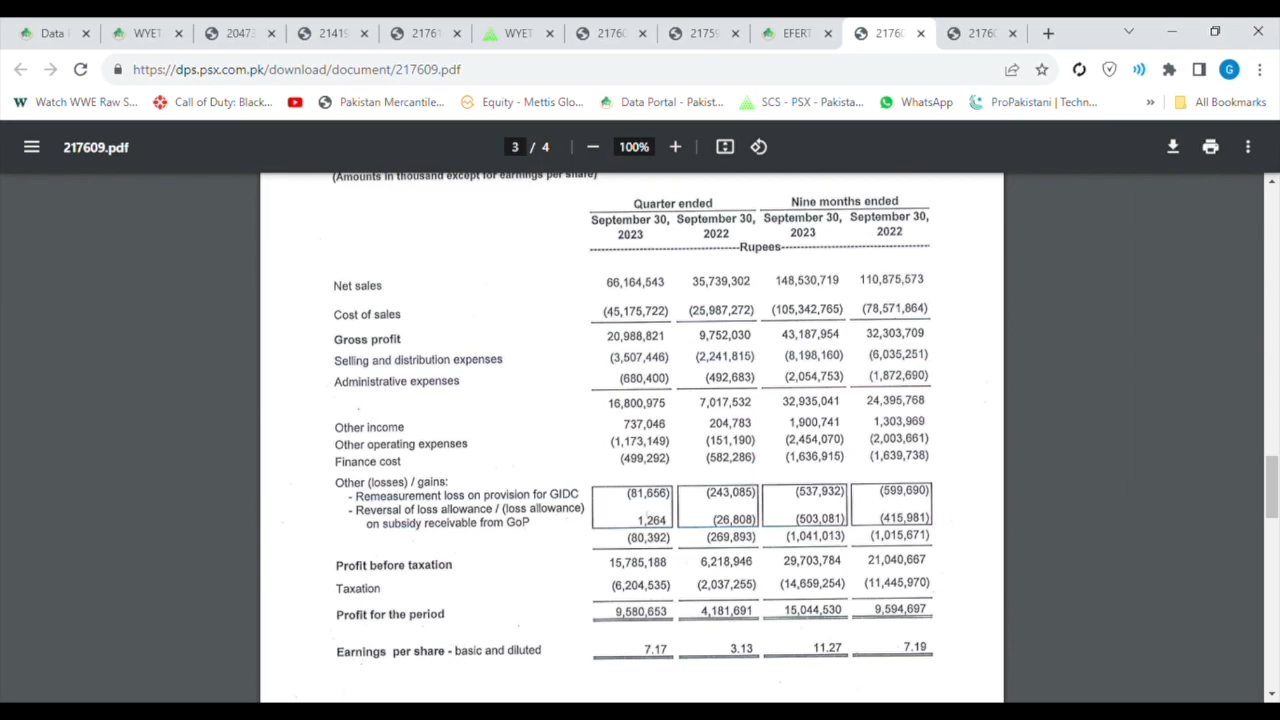 Data
WYET
2047
21419
2176
WYET
2176
2175
EFERT
2176
2176
https://dps.psx.com.pk/download/document/217609.pdf
G
W Watch WWE Raw S... Call of Duty: Black... Pakistan Mercantile... Equity - Mettis Glo... Data Portal - Pakist... SCS - PSX - Pakista... WhatsApp ProPakistani | Techn... » All Bookmarks
217609.pdf 3 / 4 100%
(Amounts in thousand except for earnings per share)
Quarter ended Nine months ended
September 30, September 30, September 30, September 30,
2023 2022 2023 2022
Rupees
Net sales 66,164,543 35,739,302 148,530,719 110,875,573
Cost of sales (45,175,722) (25,987,272) (105,342,765) (78,571,864)
Gross profit 20,988,821 9,752,030 43,187,954 32,303,709
Selling and distribution expenses (3,507,446) (2,241,815) (8,198,160) (6,035,251)
Administrative expenses (680,400) (492,683) (2,054,753) (1,872,690)
16,800,975 7,017,532 32,935,041 24,395,768
Other income 737,046 204,783 1,900,741 1,303,969
Other operating expenses (1,173,149) (151,190) (2,454,070) (2,003,661)
Finance cost (499,292) (582,286) (1,636,915) (1,639,738)
Other (losses) / gains:
- Remeasurement loss on provision for GIDC (81,656) (243,085) (537,932) (599,690)
- Reversal of loss allowance / (loss allowance)
on subsidy receivable from GoP 1,264 (26,808) (503,081) (415,981)
(80,392) (269,893) (1,041,013) (1,015,671)
Profit before taxation 15,785,188 6,218,946 29,703,784 21,040,667
Taxation (6,204,535) (2,037,255) (14,659,254) (11,445,970)
Profit for the period 9,580,653 4,181,691 15,044,530 9,594,697
Earnings per share - basic and diluted 7.17 3.13 11.27 7.19